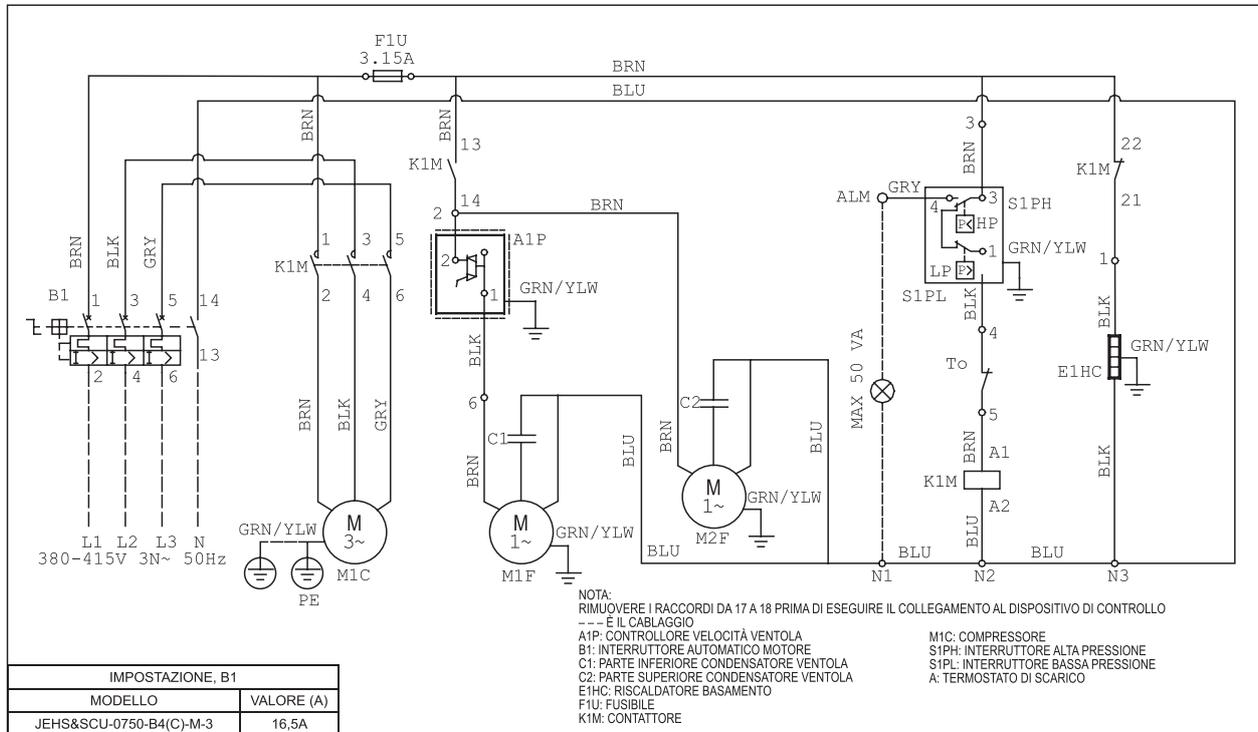 F1U
3.15A
BRN
BLU
BRN
BRN
13
K1M
14
2
BRN
3
BRN
22
K1M
21
ALM
GRY
4
3
S1PH
P<
HP
1
GRN/YLW
LP
P>
S1PL
BLK
1
BRN
BLK
GRY
1
3
5
K1M
2
4
6
A1P
2
1
GRN/YLW
B1
1
3
5
14
13
2
4
6
BLK
6
4
To
5
BLK
GRN/YLW
E1HC
MAX 50 VA
BRN
BLK
GRY
C1
BRN
BLU
C2
BRN
BLU
BRN
A1
K1M
A2
BLU
BLK
M
1~
GRN/YLW
M2F
M
1~
GRN/YLW
M1F
M
3~
GRN/YLW
M1C
PE
L1
L2
L3
N
380-415V 3N~ 50Hz
BLU
BLU
BLU
N1
N2
N3
NOTA:
RIMUOVERE I RACCORDI DA 17 A 18 PRIMA DI ESEGUIRE IL COLLEGAMENTO AL DISPOSITIVO DI CONTROLLO
--- È IL CABLAGGIO
A1P: CONTROLLORE VELOCITÀ VENTOLA
B1: INTERRUTTORE AUTOMATICO MOTORE
C1: PARTE INFERIORE CONDENSATORE VENTOLA
C2: PARTE SUPERIORE CONDENSATORE VENTOLA
E1HC: RISCALDATORE BASAMENTO
F1U: FUSIBILE
K1M: CONTATTORE
M1C: COMPRESSORE
S1PH: INTERRUTTORE ALTA PRESSIONE
S1PL: INTERRUTTORE BASSA PRESSIONE
A: TERMOSTATO DI SCARICO
IMPOSTAZIONE, B1
MODELLO
VALORE (A)
JEHS&SCU-0750-B4(C)-M-3
16,5A